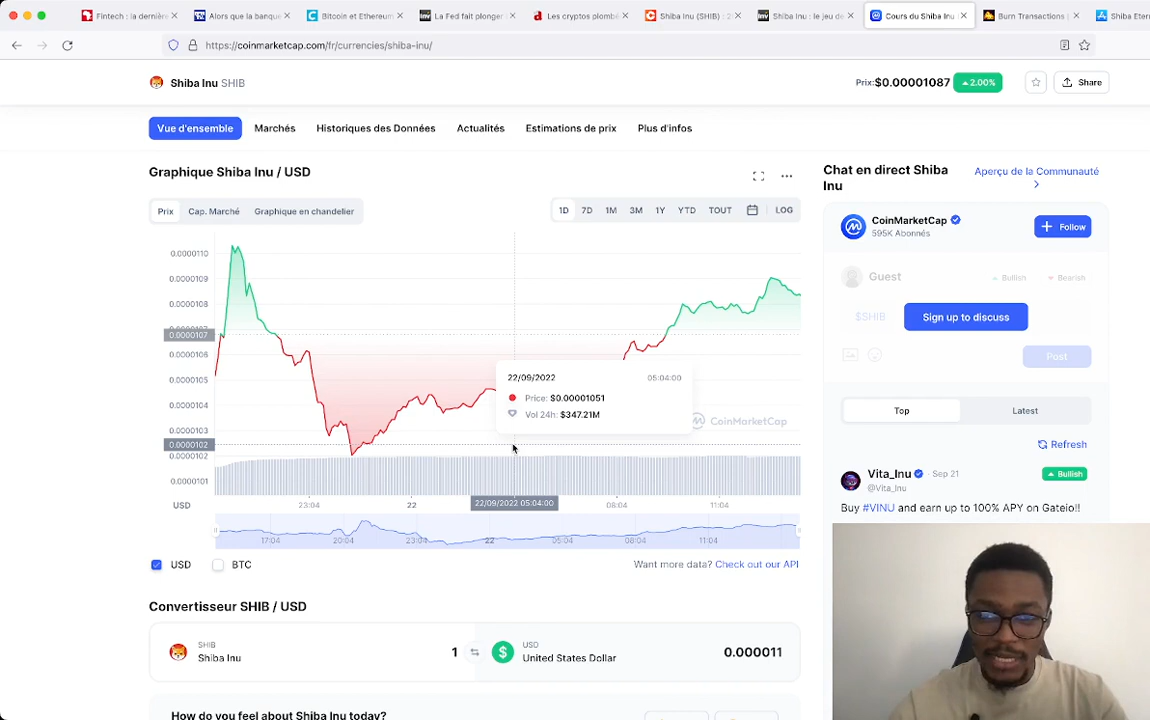 Fintech : la dernière
Alors que la banque
Bitcoin et Ethereum
La Fed fait plonger
Les cryptos plombé
Shiba Inu (SHIB) : 2
Shiba Inu : le jeu de
Cours du Shiba Inu
Burn Transactions |
Shiba Eter
https://coinmarketcap.com/fr/currencies/shiba-inu/
Shiba Inu SHIB
Prix:$0.00001087
2.00%
Share
Vue d'ensemble
Marchés
Historiques des Données
Actualités
Estimations de prix
Plus d'infos
Graphique Shiba Inu / USD
Prix
Cap. Marché
Graphique en chandelier
1D
7D
1M
3M
1Y
YTD
TOUT
LOG
0.0000110
0.0000109
0.0000108
0.0000107
0.0000106
0.0000105
0.0000104
0.0000103
0.0000102
0.0000102
0.0000101
22/09/2022
05:04:00
Price: $0.00001051
Vol 24h: $347.21M
CoinMarketCap
USD
23:04
22
22/09/2022 05:04:00
08:04
11:04
17:04
20:04
23:04
22
05:04
08:04
11:04
USD
BTC
Want more data? Check out our API
Convertisseur SHIB / USD
SHIB
Shiba Inu
1
USD
United States Dollar
0.000011
How do you feel about Shiba Inu today?
Chat en direct Shiba
Inu
Aperçu de la Communauté
CoinMarketCap
595K Abonnés
Follow
Guest
Bullish
Bearish
$SHIB
Sign up to discuss
Post
Top
Latest
Refresh
Vita_Inu · Sep 21
@Vita_Inu
Bullish
Buy #VINU and earn up to 100% APY on Gateio!!